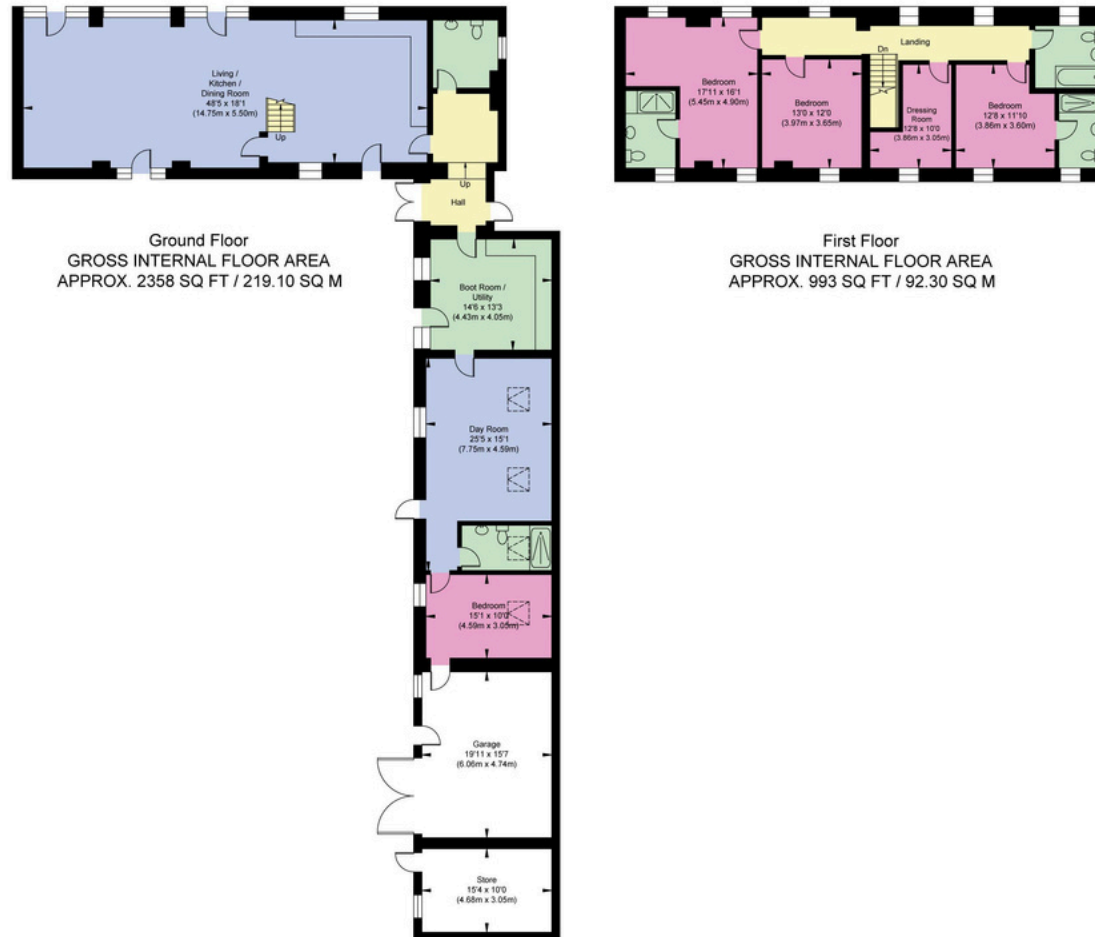 Living /
Kitchen /
Dining Room
48'5 x 18'1
(14.75m x 5.50m)
Up
Up
Hall
Ground Floor
GROSS INTERNAL FLOOR AREA
APPROX. 2358 SQ FT / 219.10 SQ M
Boot Room /
Utility
14'6 x 13'3
(4.43m x 4.05m)
Day Room
25'5 x 15'1
(7.75m x 4.59m)
Bedroom
15'1 x 10'0
(4.59m x 3.05m)
Garage
19'11 x 15'7
(6.06m x 4.74m)
Store
15'4 x 10'0
(4.68m x 3.05m)
Dn
Landing
Bedroom
17'11 x 16'1
(5.45m x 4.90m)
Bedroom
13'0 x 12'0
(3.97m x 3.65m)
Dressing
Room
12'8 x 10'0
(3.86m x 3.05m)
Bedroom
12'8 x 11'10
(3.86m x 3.60m)
First Floor
GROSS INTERNAL FLOOR AREA
APPROX. 993 SQ FT / 92.30 SQ M